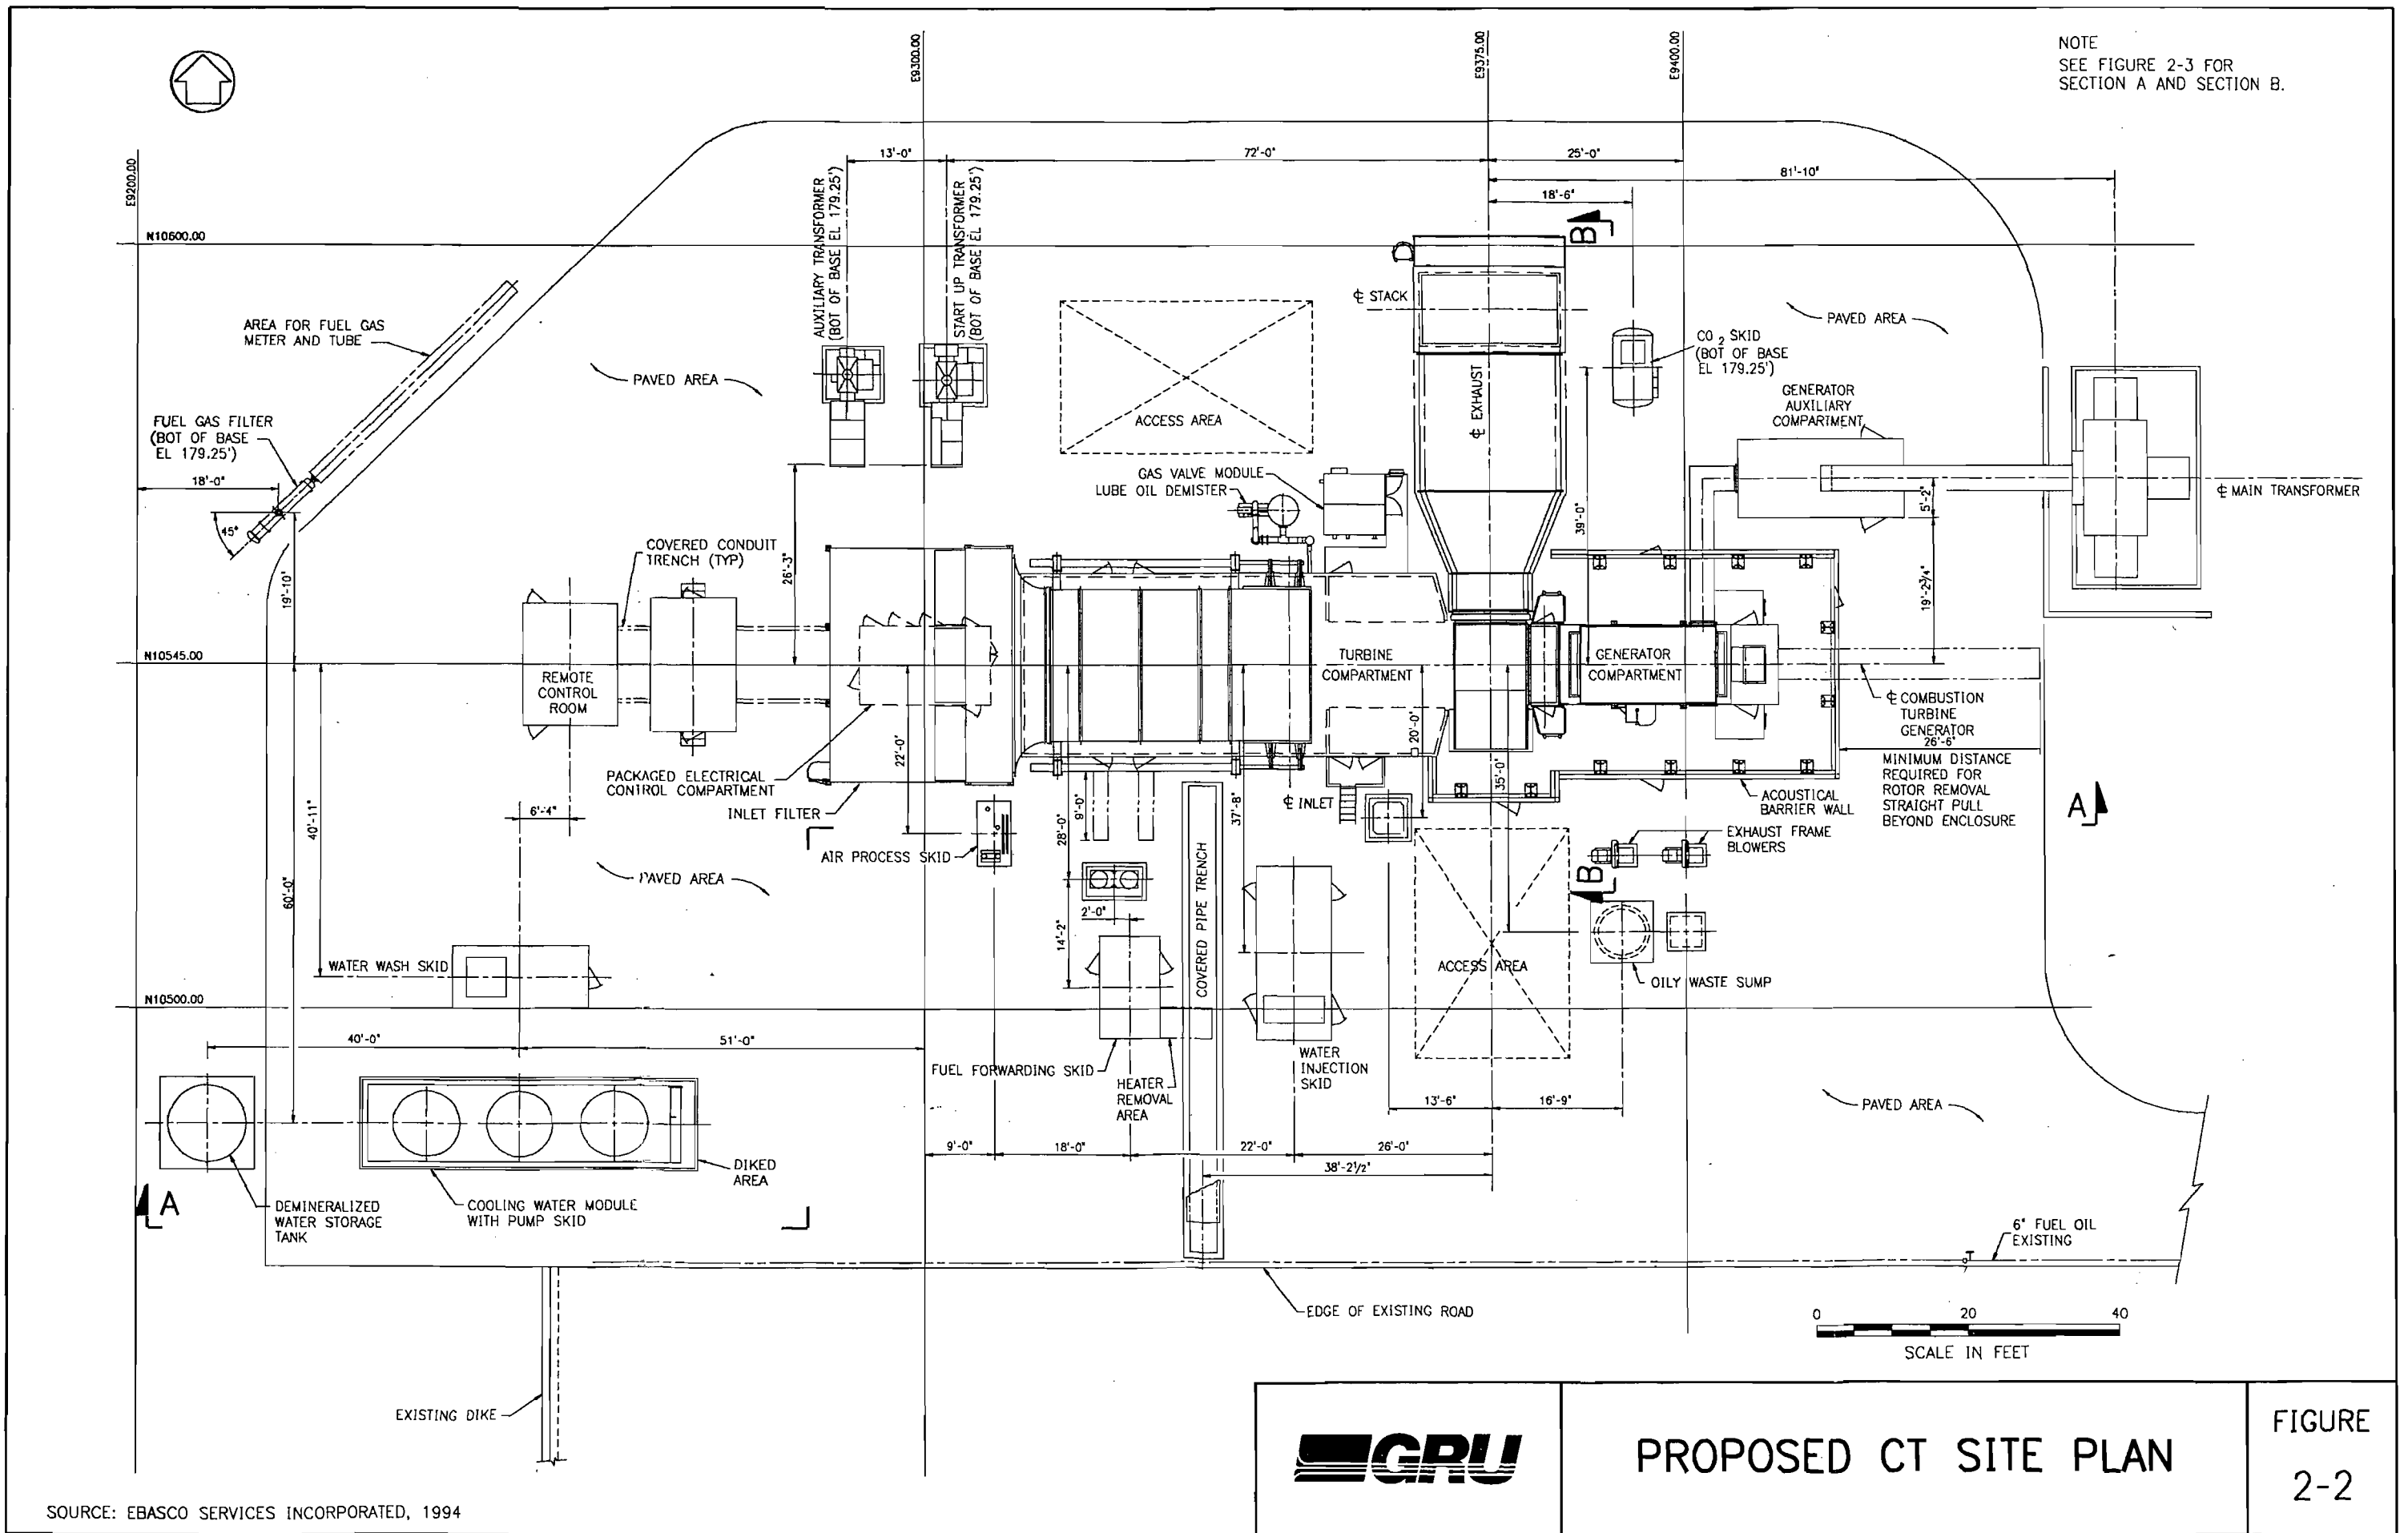 NOTE
SEE FIGURE 2-3 FOR
SECTION A AND SECTION B.
E9200.00
E9300.00
E9375.00
E9400.00
13'-0"
72'-0"
25'-0"
81'-10"
18'-6"
N10600.00
AUXILIARY TRANSFORMER
(BOT OF BASE EL 179.25')
START UP TRANSFORMER
(BOT OF BASE EL 179.25')
B
℄ STACK
PAVED AREA
AREA FOR FUEL GAS
METER AND TUBE
CO 2 SKID
(BOT OF BASE
EL 179.25')
PAVED AREA
℄ EXHAUST
GENERATOR
AUXILIARY
COMPARTMENT
ACCESS AREA
FUEL GAS FILTER
(BOT OF BASE
EL 179.25')
18'-0"
45°
GAS VALVE MODULE
LUBE OIL DEMISTER
℄ MAIN TRANSFORMER
5'-2"
39'-0"
COVERED CONDUIT
TRENCH (TYP)
26'-3"
19'-10"
19'-2¾"
N10545.00
REMOTE
CONTROL
ROOM
TURBINE
COMPARTMENT
GENERATOR
COMPARTMENT
℄ COMBUSTION
TURBINE
GENERATOR
26'-6"
MINIMUM DISTANCE
REQUIRED FOR
ROTOR REMOVAL
STRAIGHT PULL
BEYOND ENCLOSURE
22'-0"
20'-0"
35'-0"
PACKAGED ELECTRICAL
CONTROL COMPARTMENT
INLET FILTER
℄ INLET
ACOUSTICAL
BARRIER WALL
A
6'-4"
40'-11"
9'-0"
28'-0"
37'-8"
EXHAUST FRAME
BLOWERS
AIR PROCESS SKID
PAVED AREA
B
60'-0"
2'-0"
14'-2"
COVERED PIPE TRENCH
WATER WASH SKID
ACCESS AREA
OILY WASTE SUMP
N10500.00
40'-0"
51'-0"
FUEL FORWARDING SKID
HEATER
REMOVAL
AREA
WATER
INJECTION
SKID
13'-6"
16'-9"
PAVED AREA
9'-0"
18'-0"
22'-0"
26'-0"
38'-2½"
DIKED
AREA
A
DEMINERALIZED
WATER STORAGE
TANK
COOLING WATER MODULE
WITH PUMP SKID
6" FUEL OIL
EXISTING
EDGE OF EXISTING ROAD
0 20 40
SCALE IN FEET
EXISTING DIKE
GRU
PROPOSED CT SITE PLAN
FIGURE
2-2
SOURCE: EBASCO SERVICES INCORPORATED, 1994